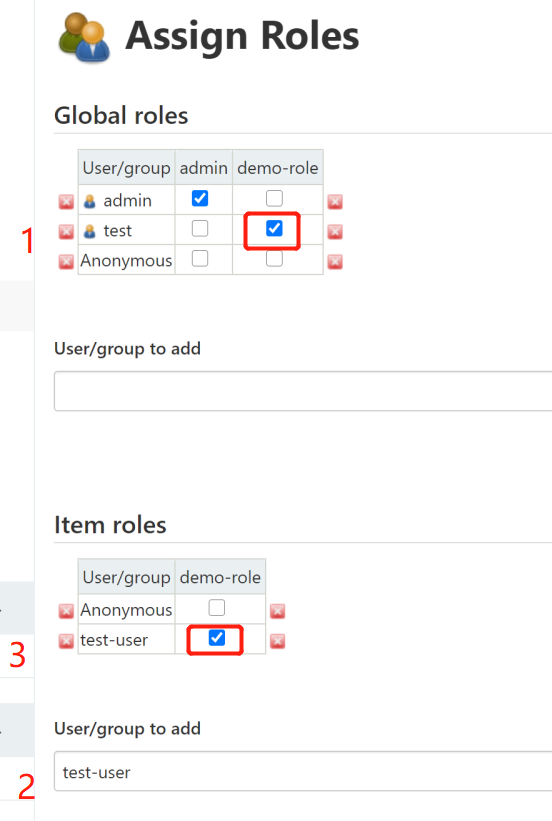 Assign Roles
Global roles
User/group admin demo-role
admin
1 test
Anonymous
User/group to add
Item roles
User/group demo-role
Anonymous
test-user
3
User/group to add
test-user
2